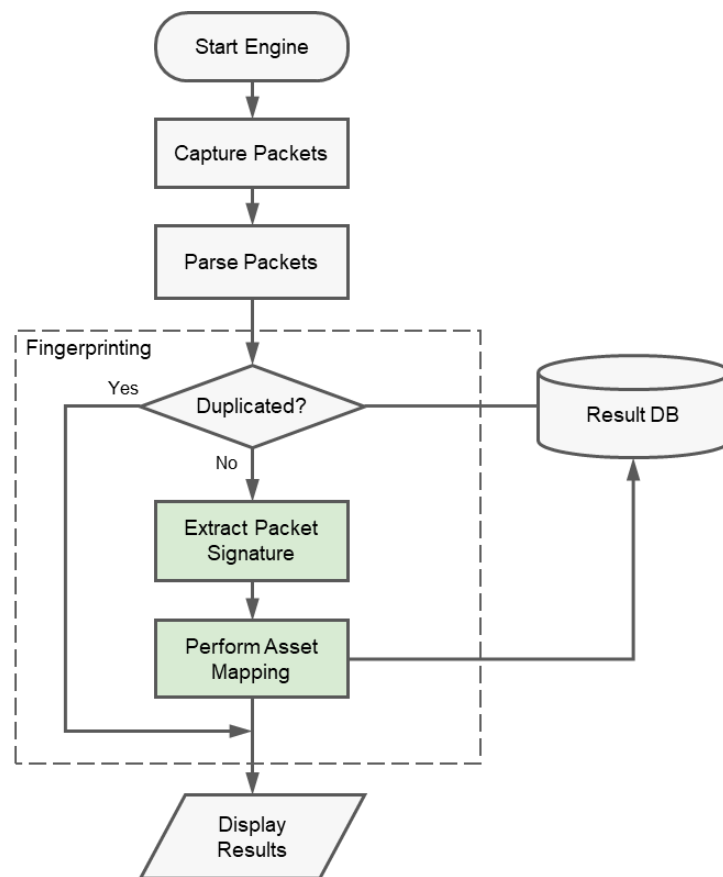 Start Engine
Capture Packets
Parse Packets
Fingerprinting
Yes
Duplicated?
Result DB
No
Extract Packet
Signature
Perform Asset
Mapping
Display
Results